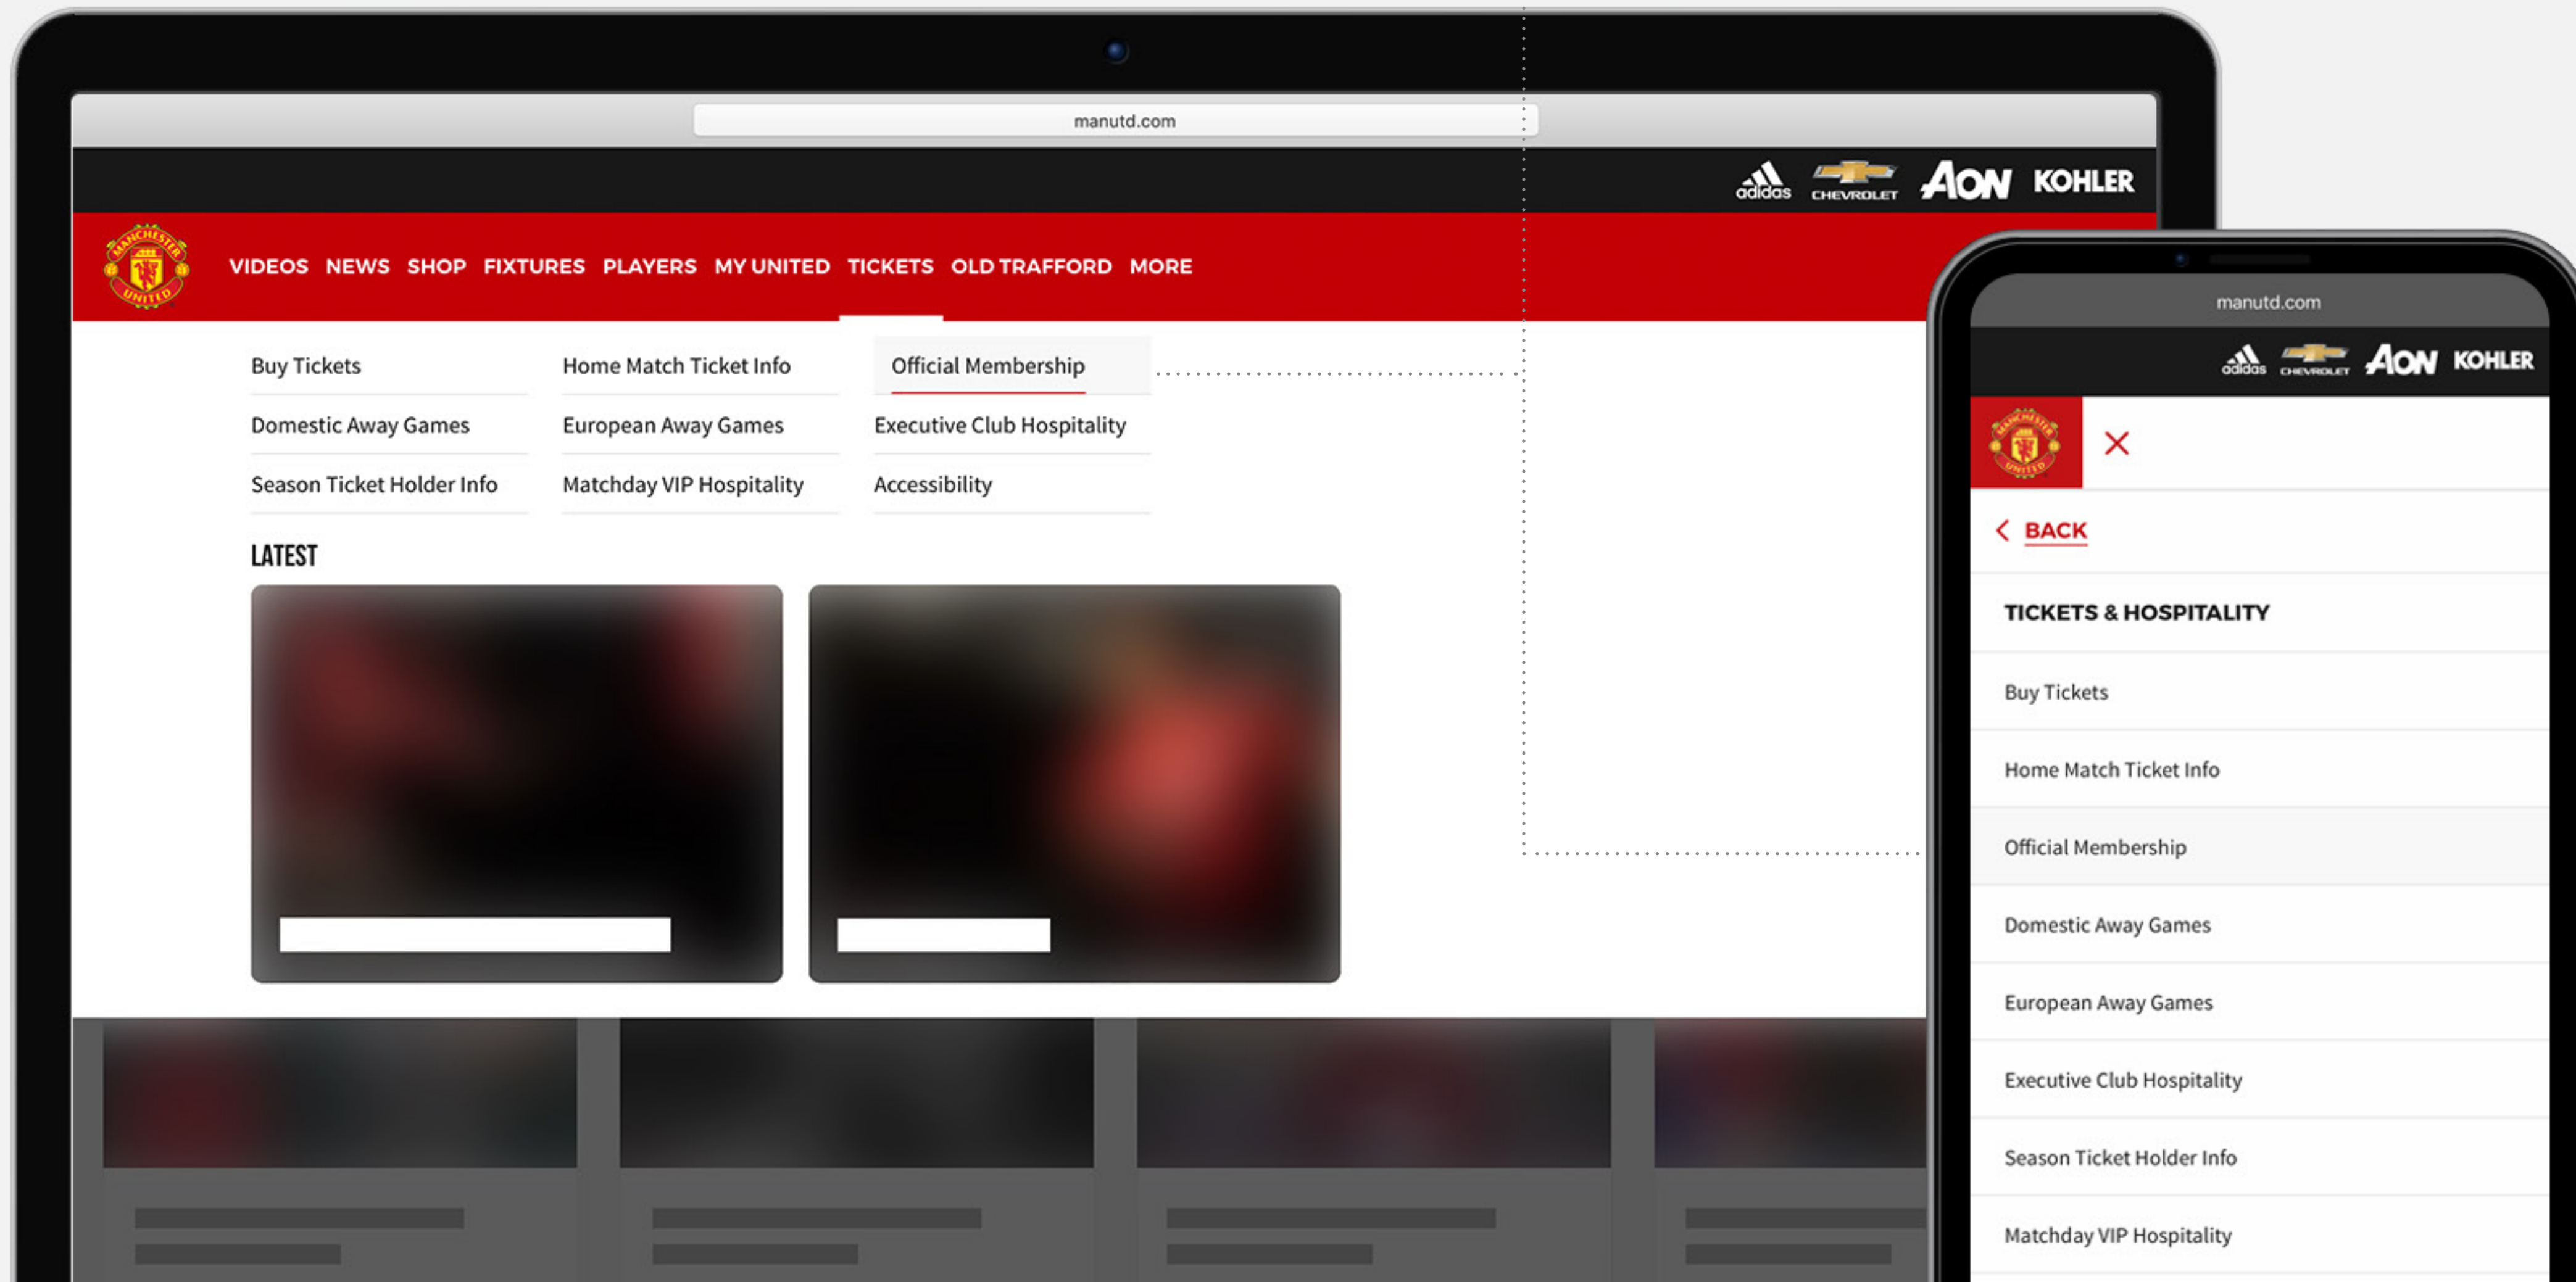 manutd.com
adidas CHEVROLET AON KOHLER
MANCHESTER UNITED
VIDEOS NEWS SHOP FIXTURES PLAYERS MY UNITED TICKETS OLD TRAFFORD MORE
Buy Tickets Home Match Ticket Info Official Membership
Domestic Away Games European Away Games Executive Club Hospitality
Season Ticket Holder Info Matchday VIP Hospitality Accessibility
LATEST
manutd.com
adidas CHEVROLET AON KOHLER
MANCHESTER UNITED
BACK
TICKETS & HOSPITALITY
Buy Tickets
Home Match Ticket Info
Official Membership
Domestic Away Games
European Away Games
Executive Club Hospitality
Season Ticket Holder Info
Matchday VIP Hospitality